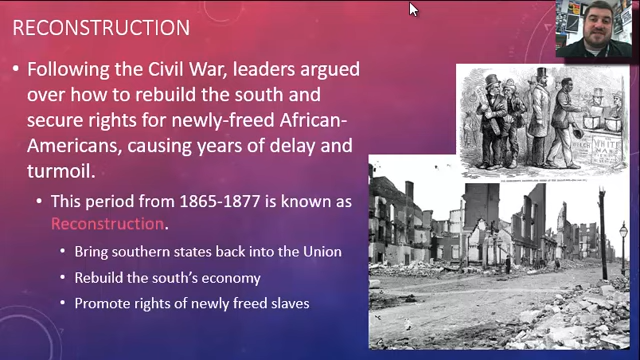 RECONSTRUCTION
• Following the Civil War, leaders argued
over how to rebuild the south and
secure rights for newly-freed African-
Americans, causing years of delay and
turmoil.
• This period from 1865-1877 is known as
Reconstruction.
• Bring southern states back into the Union
• Rebuild the south's economy
• Promote rights of newly freed slaves